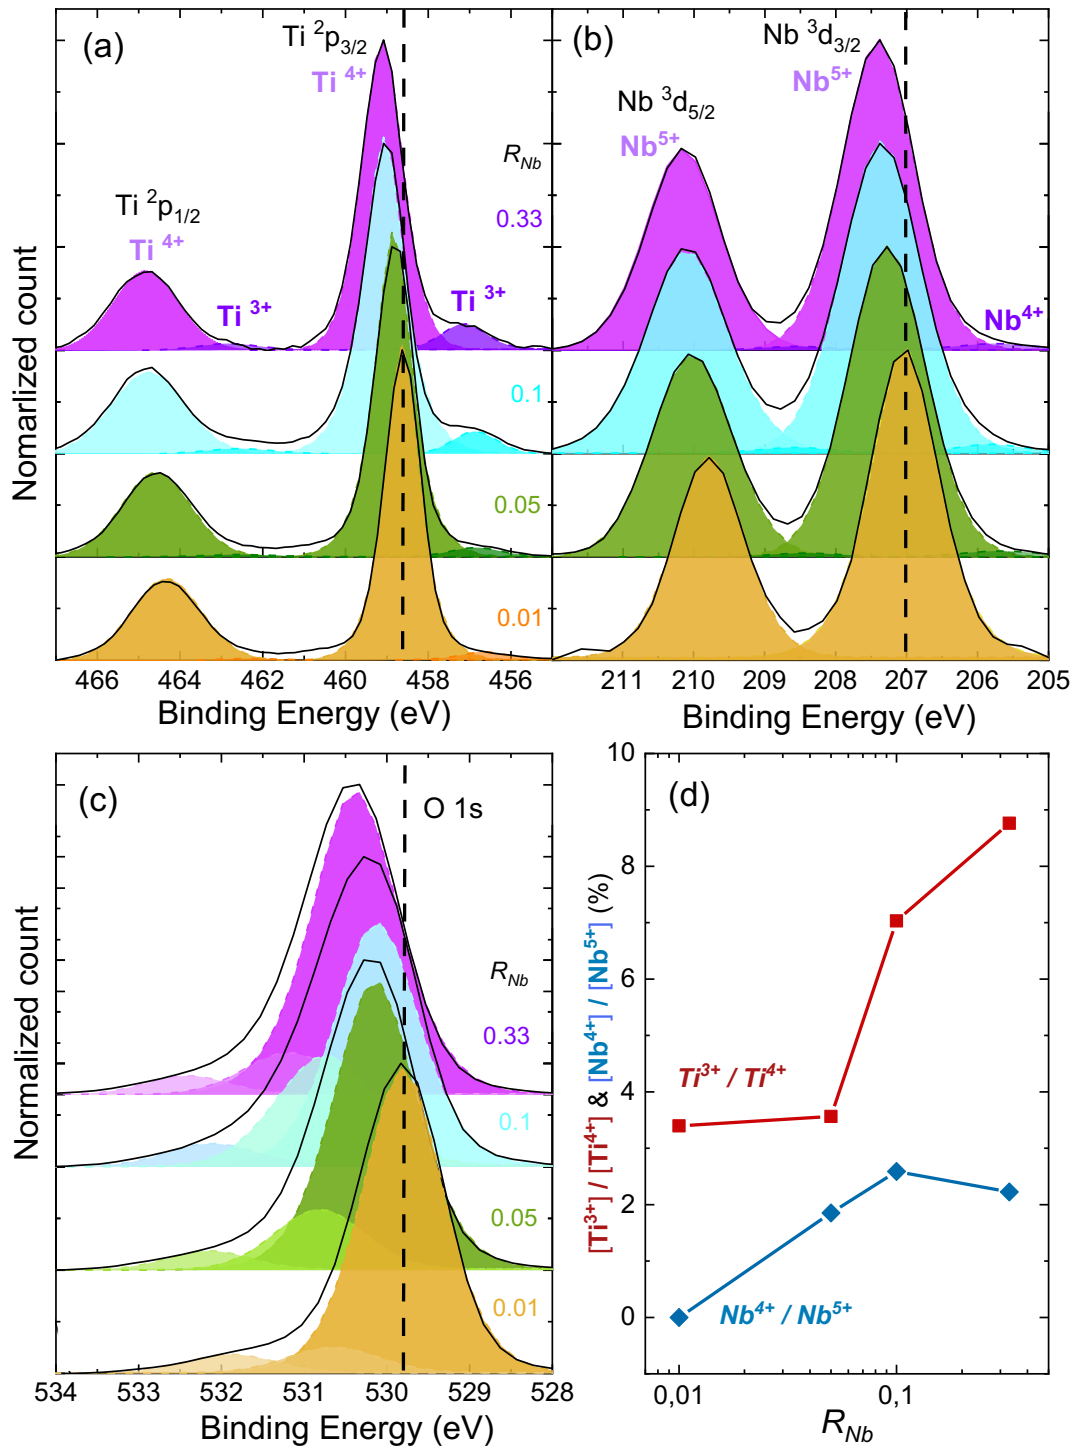 (a)
Ti ²p₃/₂
Ti ⁴⁺
Ti ²p₁/₂
Ti ⁴⁺
Ti ³⁺
Ti ³⁺
R_Nb
0.33
0.1
0.05
0.01
Nomarlized count
466 464 462 460 458 456
Binding Energy (eV)
(b)
Nb ³d₃/₂
Nb⁵⁺
Nb ³d₅/₂
Nb⁵⁺
Nb⁴⁺
211 210 209 208 207 206 205
Binding Energy (eV)
(c)
O 1s
R_Nb
0.33
0.1
0.05
0.01
Normalized count
534 533 532 531 530 529 528
Binding Energy (eV)
(d)
[Ti³⁺] / [Ti⁴⁺] & [Nb⁴⁺] / [Nb⁵⁺] (%)
10
8
6
4
2
0
Ti³⁺ / Ti⁴⁺
Nb⁴⁺ / Nb⁵⁺
0,01 0,1
R_Nb